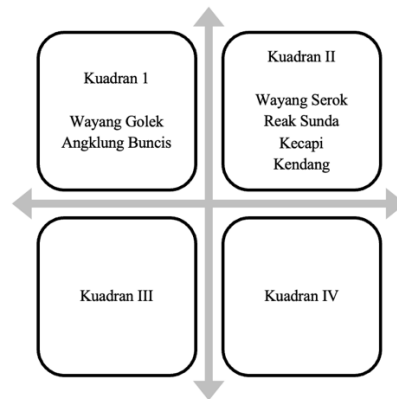 Kuadran 1
Wayang Golek
Angklung Buncis
Kuadran II
Wayang Serok
Reak Sunda
Kecapi
Kendang
Kuadran III
Kuadran IV